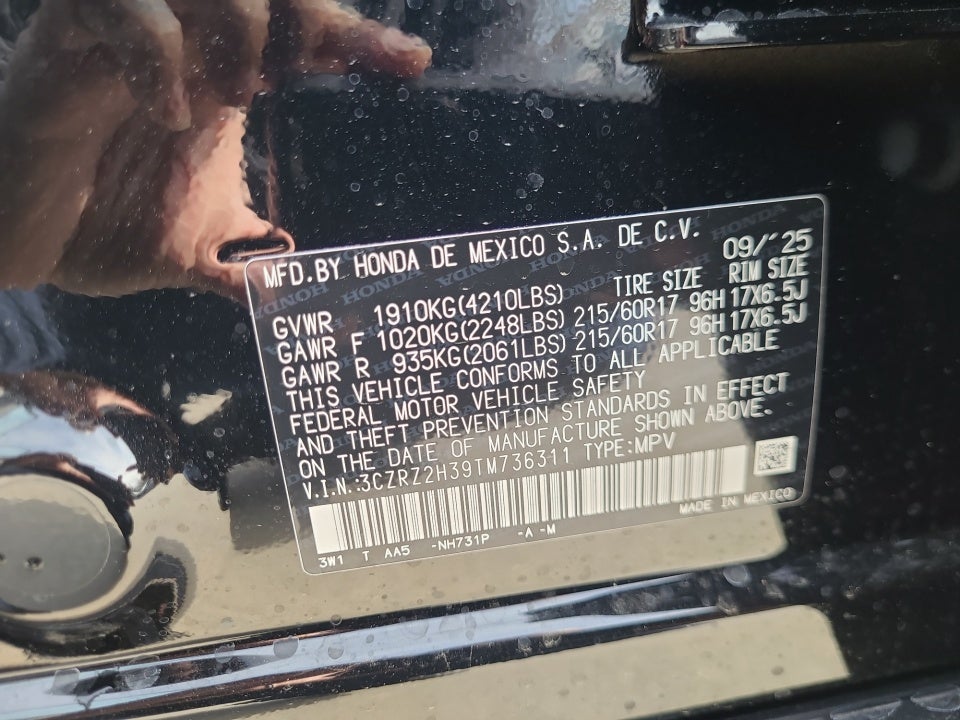 MFD.BY HONDA DE MEXICO S.A. DE C.V. 09/´25
TIRE SIZE RIM SIZE
GVWR 1910KG(4210LBS)
GAWR F 1020KG(2248LBS) 215/60R17 96H 17X6.5J
GAWR R 935KG(2061LBS) 215/60R17 96H 17X6.5J
THIS VEHICLE CONFORMS TO ALL APPLICABLE
FEDERAL MOTOR VEHICLE SAFETY
AND THEFT PREVENTION STANDARDS IN EFFECT
ON THE DATE OF MANUFACTURE SHOWN ABOVE.
V.I.N.:3CZRZ2H39TM736311 TYPE:MPV
MADE IN MEXICO
3W1 T AA5 -NH731P -A -M